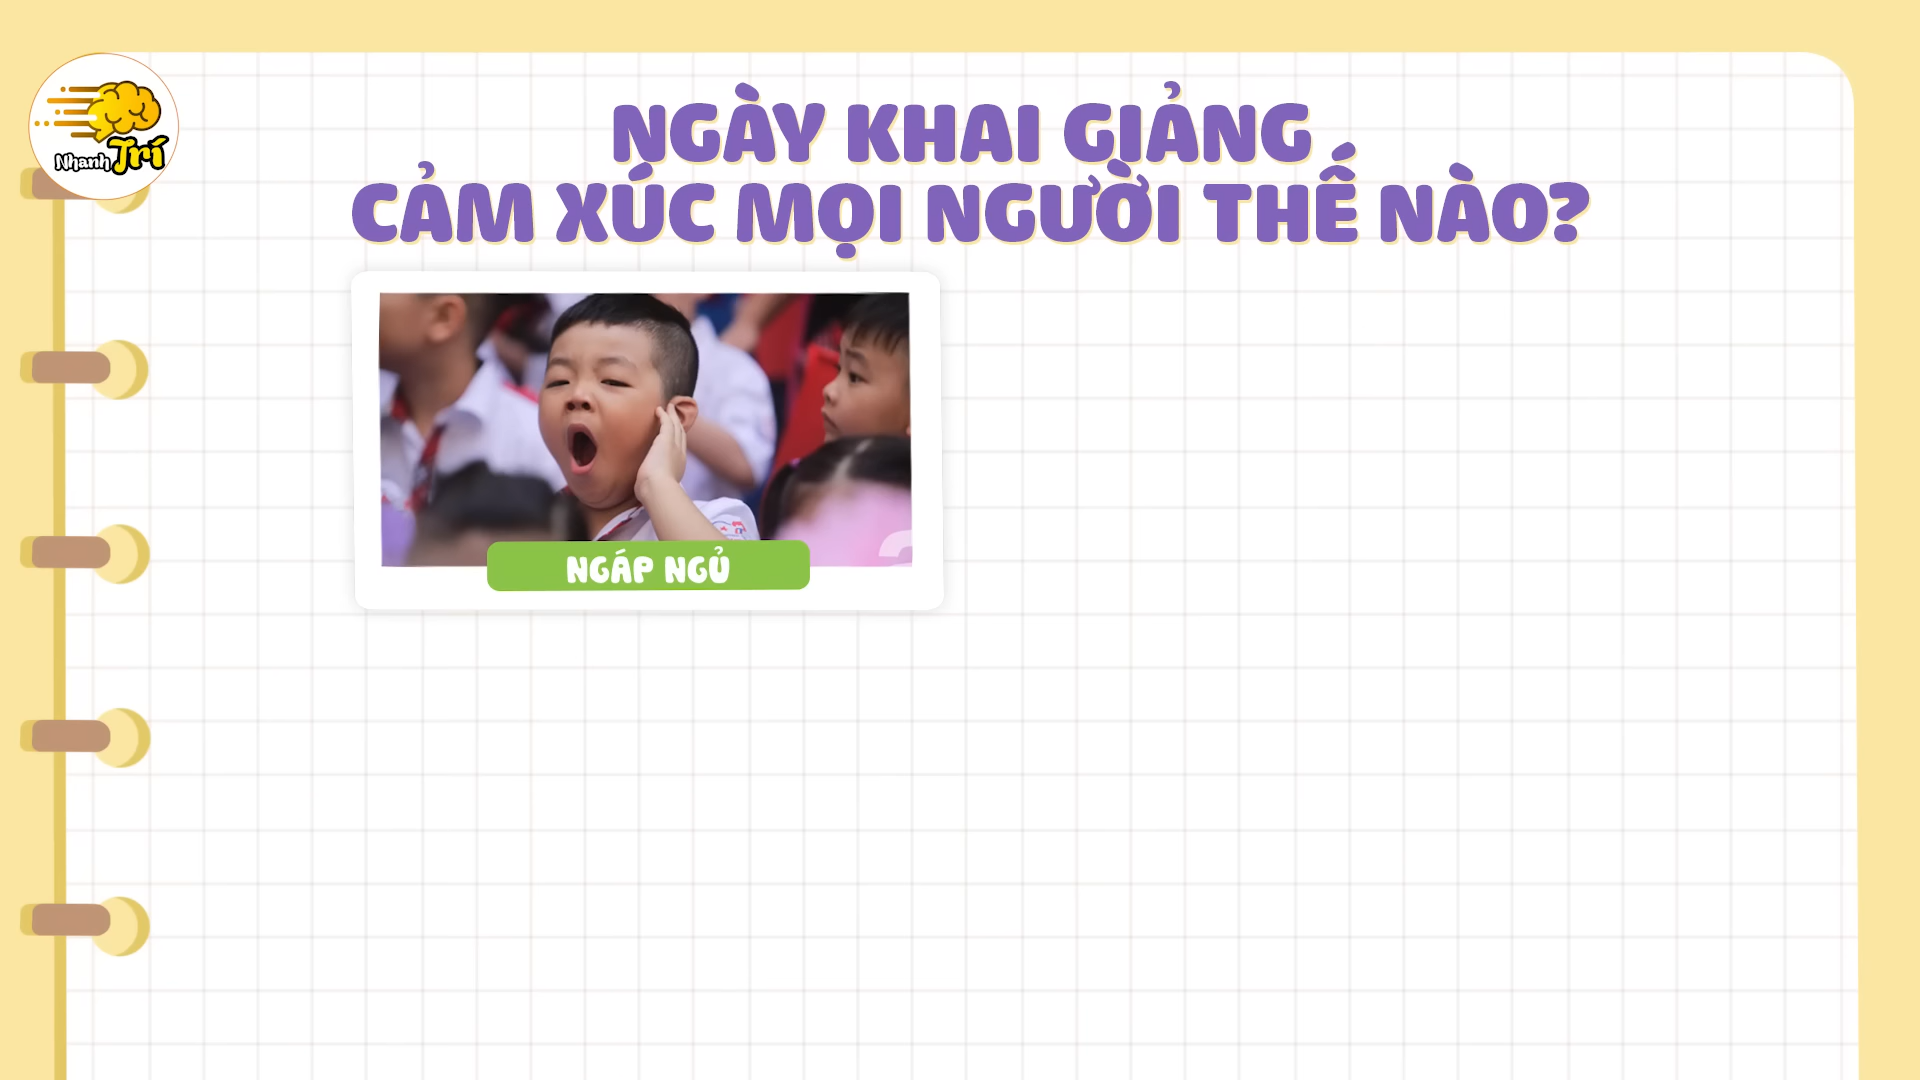 Nhanh Trí
NGÀY KHAI GIẢNG
CẢM XÚC MỌI NGƯỜI THẾ NÀO?
NGÁP NGỦ